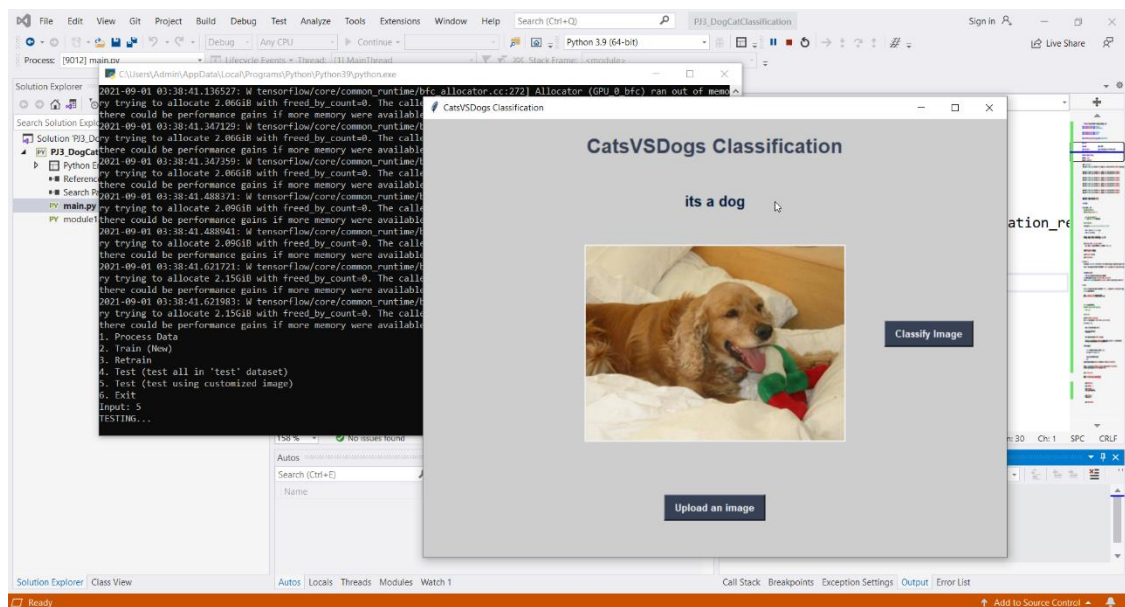 File Edit View Git Project Build Debug Test Analyze Tools Extensions Window Help Search (Ctrl+Q) PJ3_DogCatClassification Sign in
Debug Any CPU Continue Python 3.9 (64-bit) Live Share
Process: [9012] main.py Lifecycle Events Thread: [1] MainThread Stack Frame: <module>
C:\Users\Admin\AppData\Local\Programs\Python\Python39\python.exe
Solution Explorer
Search Solution Explo
Solution 'PJ3_Do
PJ3_DogCat
Python E
Referenc
Search Pa
main.py
module1
2021-09-01 03:38:41.136527: W tensorflow/core/common_runtime/bfc_allocator.cc:272] Allocator (GPU_0_bfc) ran out of memo
ry trying to allocate 2.06GiB with freed_by_count=0. The calle
there could be performance gains if more memory were available
2021-09-01 03:38:41.347129: W tensorflow/core/common_runtime/b
ry trying to allocate 2.06GiB with freed_by_count=0. The calle
there could be performance gains if more memory were available
2021-09-01 03:38:41.347359: W tensorflow/core/common_runtime/b
ry trying to allocate 2.06GiB with freed_by_count=0. The calle
there could be performance gains if more memory were available
2021-09-01 03:38:41.488371: W tensorflow/core/common_runtime/b
ry trying to allocate 2.09GiB with freed_by_count=0. The calle
there could be performance gains if more memory were available
2021-09-01 03:38:41.488941: W tensorflow/core/common_runtime/b
ry trying to allocate 2.09GiB with freed_by_count=0. The calle
there could be performance gains if more memory were available
2021-09-01 03:38:41.621721: W tensorflow/core/common_runtime/b
ry trying to allocate 2.15GiB with freed_by_count=0. The calle
there could be performance gains if more memory were available
2021-09-01 03:38:41.621983: W tensorflow/core/common_runtime/b
ry trying to allocate 2.15GiB with freed_by_count=0. The calle
there could be performance gains if more memory were available
1. Process Data
2. Train (New)
3. Retrain
4. Test (test all in 'test' dataset)
5. Test (test using customized image)
6. Exit
Input: 5
TESTING...
CatsVSDogs Classification
CatsVSDogs Classification
its a dog
Classify Image
Upload an image
ation_re
158 % No issues found
n: 30 Ch: 1 SPC CRLF
Autos
Search (Ctrl+E)
Name
Solution Explorer Class View
Autos Locals Threads Modules Watch 1
Call Stack Breakpoints Exception Settings Output Error List
Ready
Add to Source Control